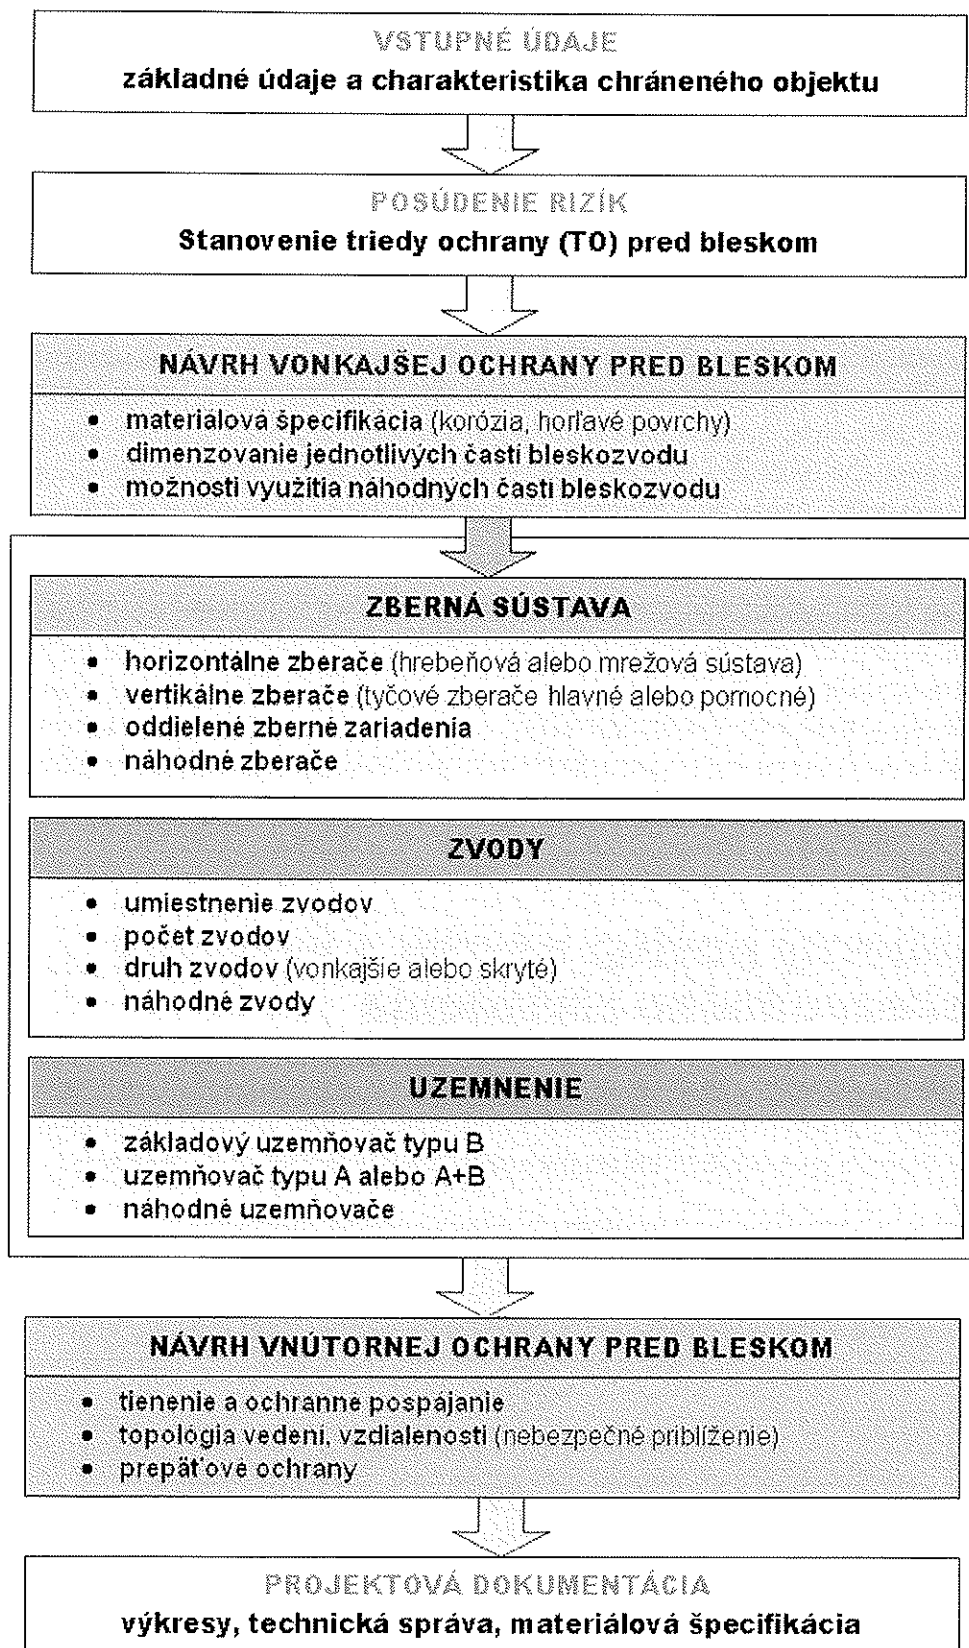 VSTUPNÉ ÚDAJE
základné údaje a charakteristika chráneného objektu
POSÚDENIE RIZÍK
Stanovenie triedy ochrany (TO) pred bleskom
NÁVRH VONKAJŠEJ OCHRANY PRED BLESKOM
• materiálová špecifikácia (korózia, horľavé povrchy)
• dimenzovanie jednotlivých častí bleskozvodu
• možnosti využitia náhodných častí bleskozvodu
ZBERNÁ SÚSTAVA
• horizontálne zberače (hrebeňová alebo mrežová sústava)
• vertikálne zberače (tyčové zberače hlavné alebo pomocné)
• oddielené zberné zariadenia
• náhodné zberače
ZVODY
• umiestnenie zvodov
• počet zvodov
• druh zvodov (vonkajšie alebo skryté)
• náhodné zvody
UZEMNENIE
• základový uzemňovač typu B
• uzemňovač typu A alebo A+B
• náhodné uzemňovače
NÁVRH VNÚTORNEJ OCHRANY PRED BLESKOM
• tienenie a ochranné pospájanie
• topológia vedení, vzdialenosti (nebezpečné priblíženie)
• prepäťové ochrany
PROJEKTOVÁ DOKUMENTÁCIA
výkresy, technická správa, materiálová špecifikácia